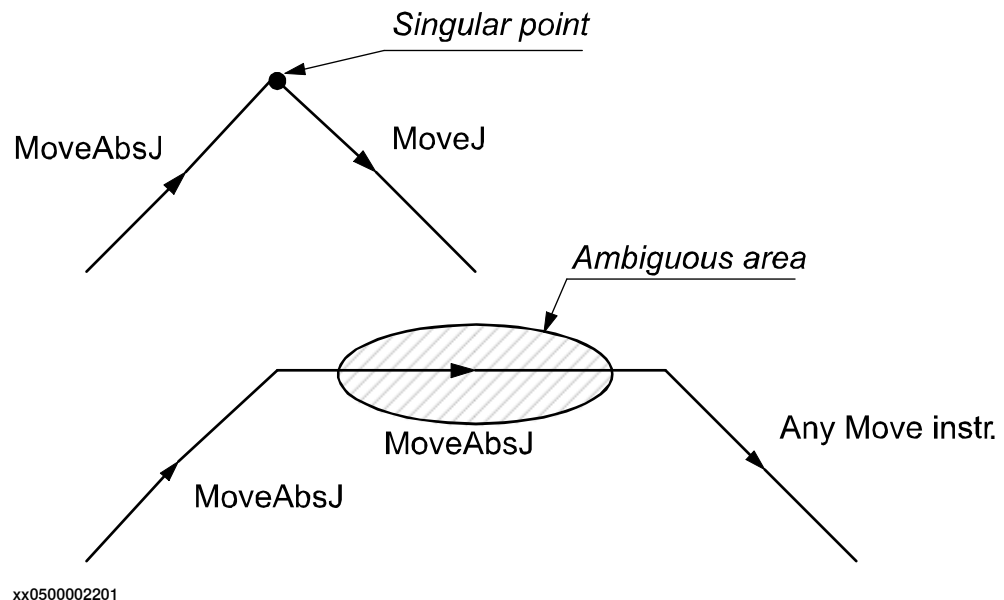 Singular point
MoveAbsJ
MoveJ
Ambiguous area
MoveAbsJ
Any Move instr.
MoveAbsJ
xx0500002201